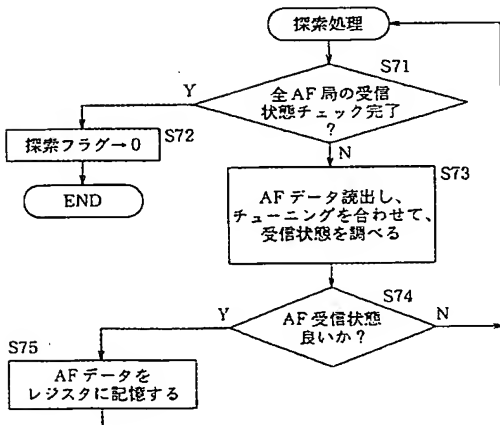 探索処理
S71
Y
全AF局の受信
状態チェック完了
?
S72
探索フラグ→0
N
S73
END
AFデータ読出し、
チューニングを合わせて、
受信状態を調べる
S74
Y
AF受信状態
良いか?
N
S75
AFデータを
レジスタに記憶する